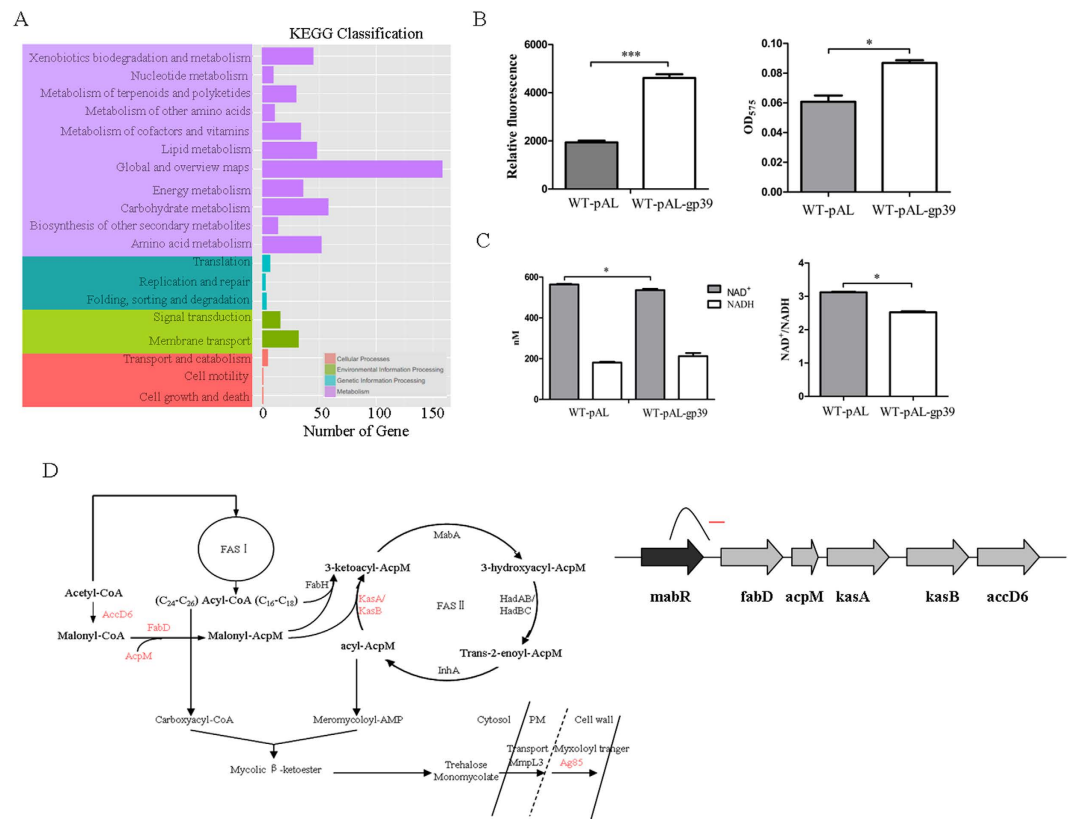 A
KEGG Classification
Xenobiotics biodegradation and metabolism
Nucleotide metabolism
Metabolism of terpenoids and polyketides
Metabolism of other amino acids
Metabolism of cofactors and vitamins
Lipid metabolism
Global and overview maps
Energy metabolism
Carbohydrate metabolism
Biosynthesis of other secondary metabolites
Amino acid metabolism
Translation
Replication and repair
Folding, sorting and degradation
Signal transduction
Membrane transport
Transport and catabolism
Cell motility
Cell growth and death
Cellular Processes
Environmental Information Processing
Genetic Information Processing
Metabolism
0 50 100 150
Number of Gene
B
Relative fluorescence
6000
4000
2000
0
***
WT-pAL WT-pAL-gp39
OD575
0.10
0.08
0.06
0.04
0.02
0.00
*
WT-pAL WT-pAL-gp39
C
nM
600
400
200
0
*
WT-pAL WT-pAL-gp39
NAD+
NADH
NAD+/NADH
4
3
2
1
0
*
WT-pAL WT-pAL-gp39
D
FAS Ⅰ
MabA
3-ketoacyl-AcpM
3-hydroxyacyl-AcpM
FabH
Acetyl-CoA
(C24-C26) Acyl-CoA (C16-C18)
KasA/
KasB
FAS Ⅱ
HadAB/
HadBC
AccD6
FabD
Malonyl-CoA
Malonyl-AcpM
acyl-AcpM
Trans-2-enoyl-AcpM
AcpM
InhA
Carboxyacyl-CoA
Meromycoloyl-AMP
Cytosol
PM
Cell wall
Transport
MmpL3
Myxoloyl tranger
Ag85
Mycolic β-ketoester
Trehalose
Monomycolate
mabR fabD acpM kasA kasB accD6